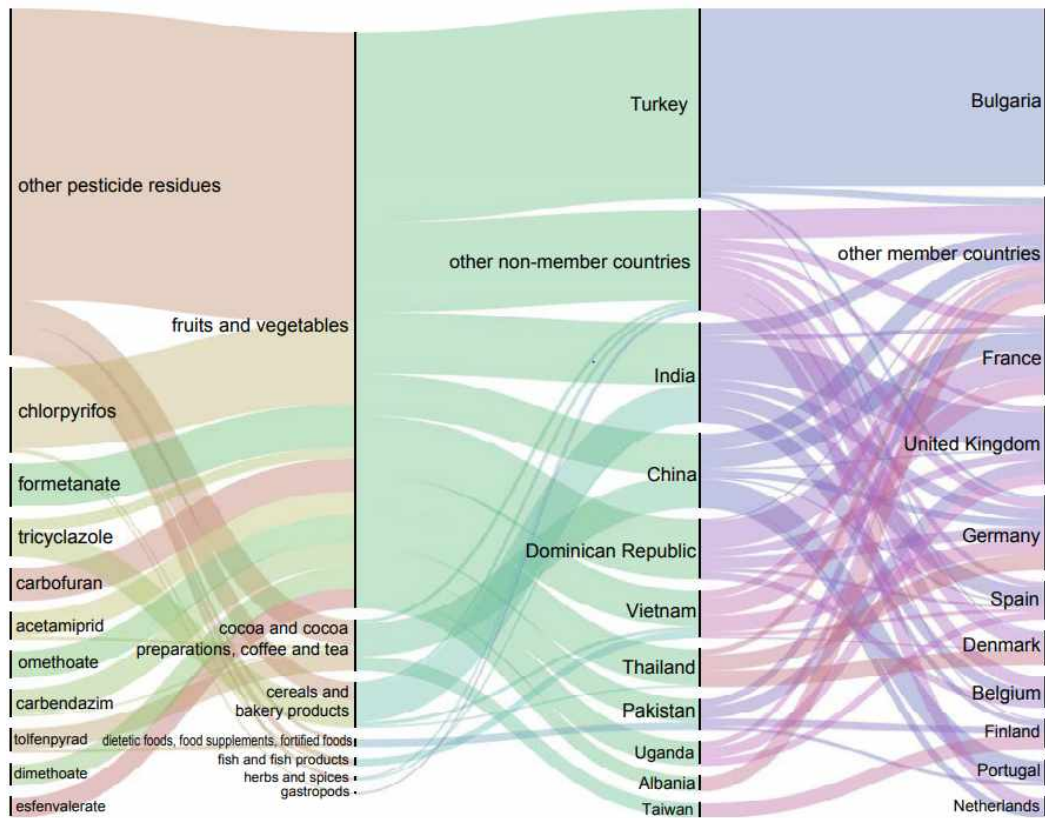 other pesticide residues
chlorpyrifos
formetanate
tricyclazole
carbofuran
acetamiprid
omethoate
carbendazim
tolfenpyrad
dimethoate
esfenvalerate
fruits and vegetables
cocoa and cocoa
preparations, coffee and tea
cereals and
bakery products
dietetic foods, food supplements, fortified foods
fish and fish products
herbs and spices
gastropods
Turkey
other non-member countries
India
China
Dominican Republic
Vietnam
Thailand
Pakistan
Uganda
Albania
Taiwan
Bulgaria
other member countries
France
United Kingdom
Germany
Spain
Denmark
Belgium
Finland
Portugal
Netherlands